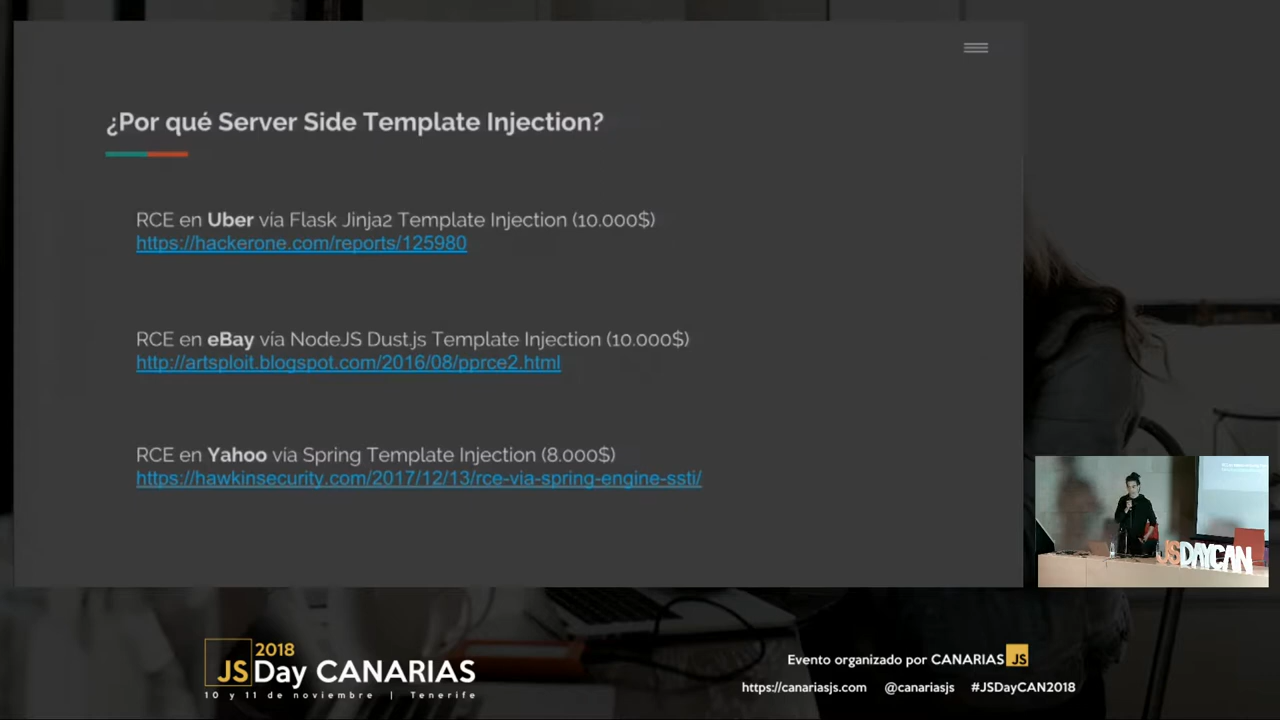 ¿Por qué Server Side Template Injection?
RCE en Uber vía Flask Jinja2 Template Injection (10.000$)
https://hackerone.com/reports/125980
RCE en eBay vía NodeJS Dust.js Template Injection (10.000$)
http://artsploit.blogspot.com/2016/08/pprce2.html
RCE en Yahoo vía Spring Template Injection (8.000$)
https://hawkinsecurity.com/2017/12/13/rce-via-spring-engine-ssti/
JSDAYCAN
2018
JSDay CANARIAS
10 y 11 de noviembre | Tenerife
Evento organizado por CANARIAS JS
https://canariasjs.com @canariasjs #JSDayCAN2018